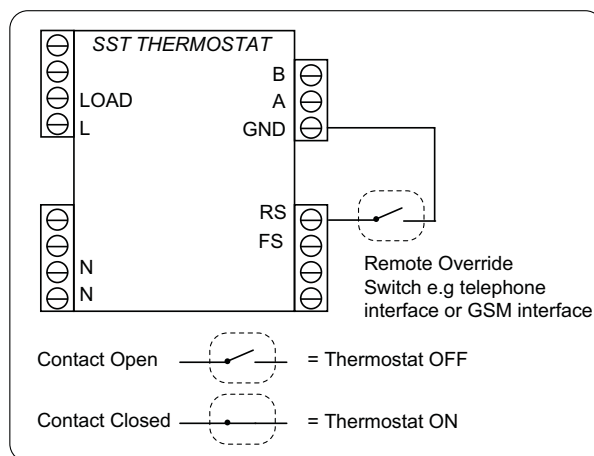 SST THERMOSTAT
LOAD
L
B
A
GND
RS
FS
N
N
Remote Override
Switch e.g telephone
interface or GSM interface
Contact Open = Thermostat OFF
Contact Closed = Thermostat ON